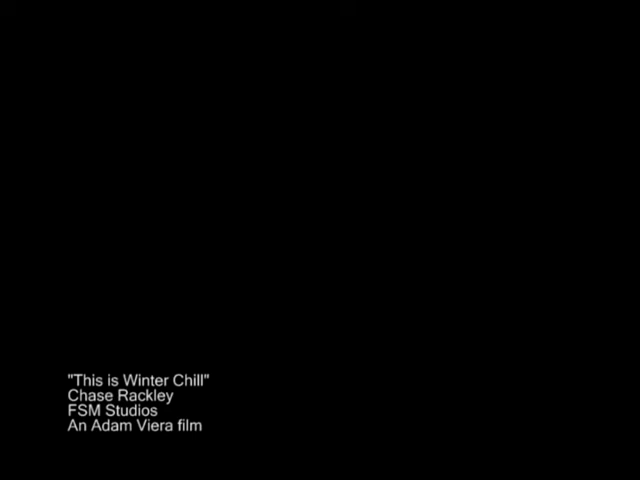 "This is Winter Chill"
Chase Rackley
FSM Studios
An Adam Viera film